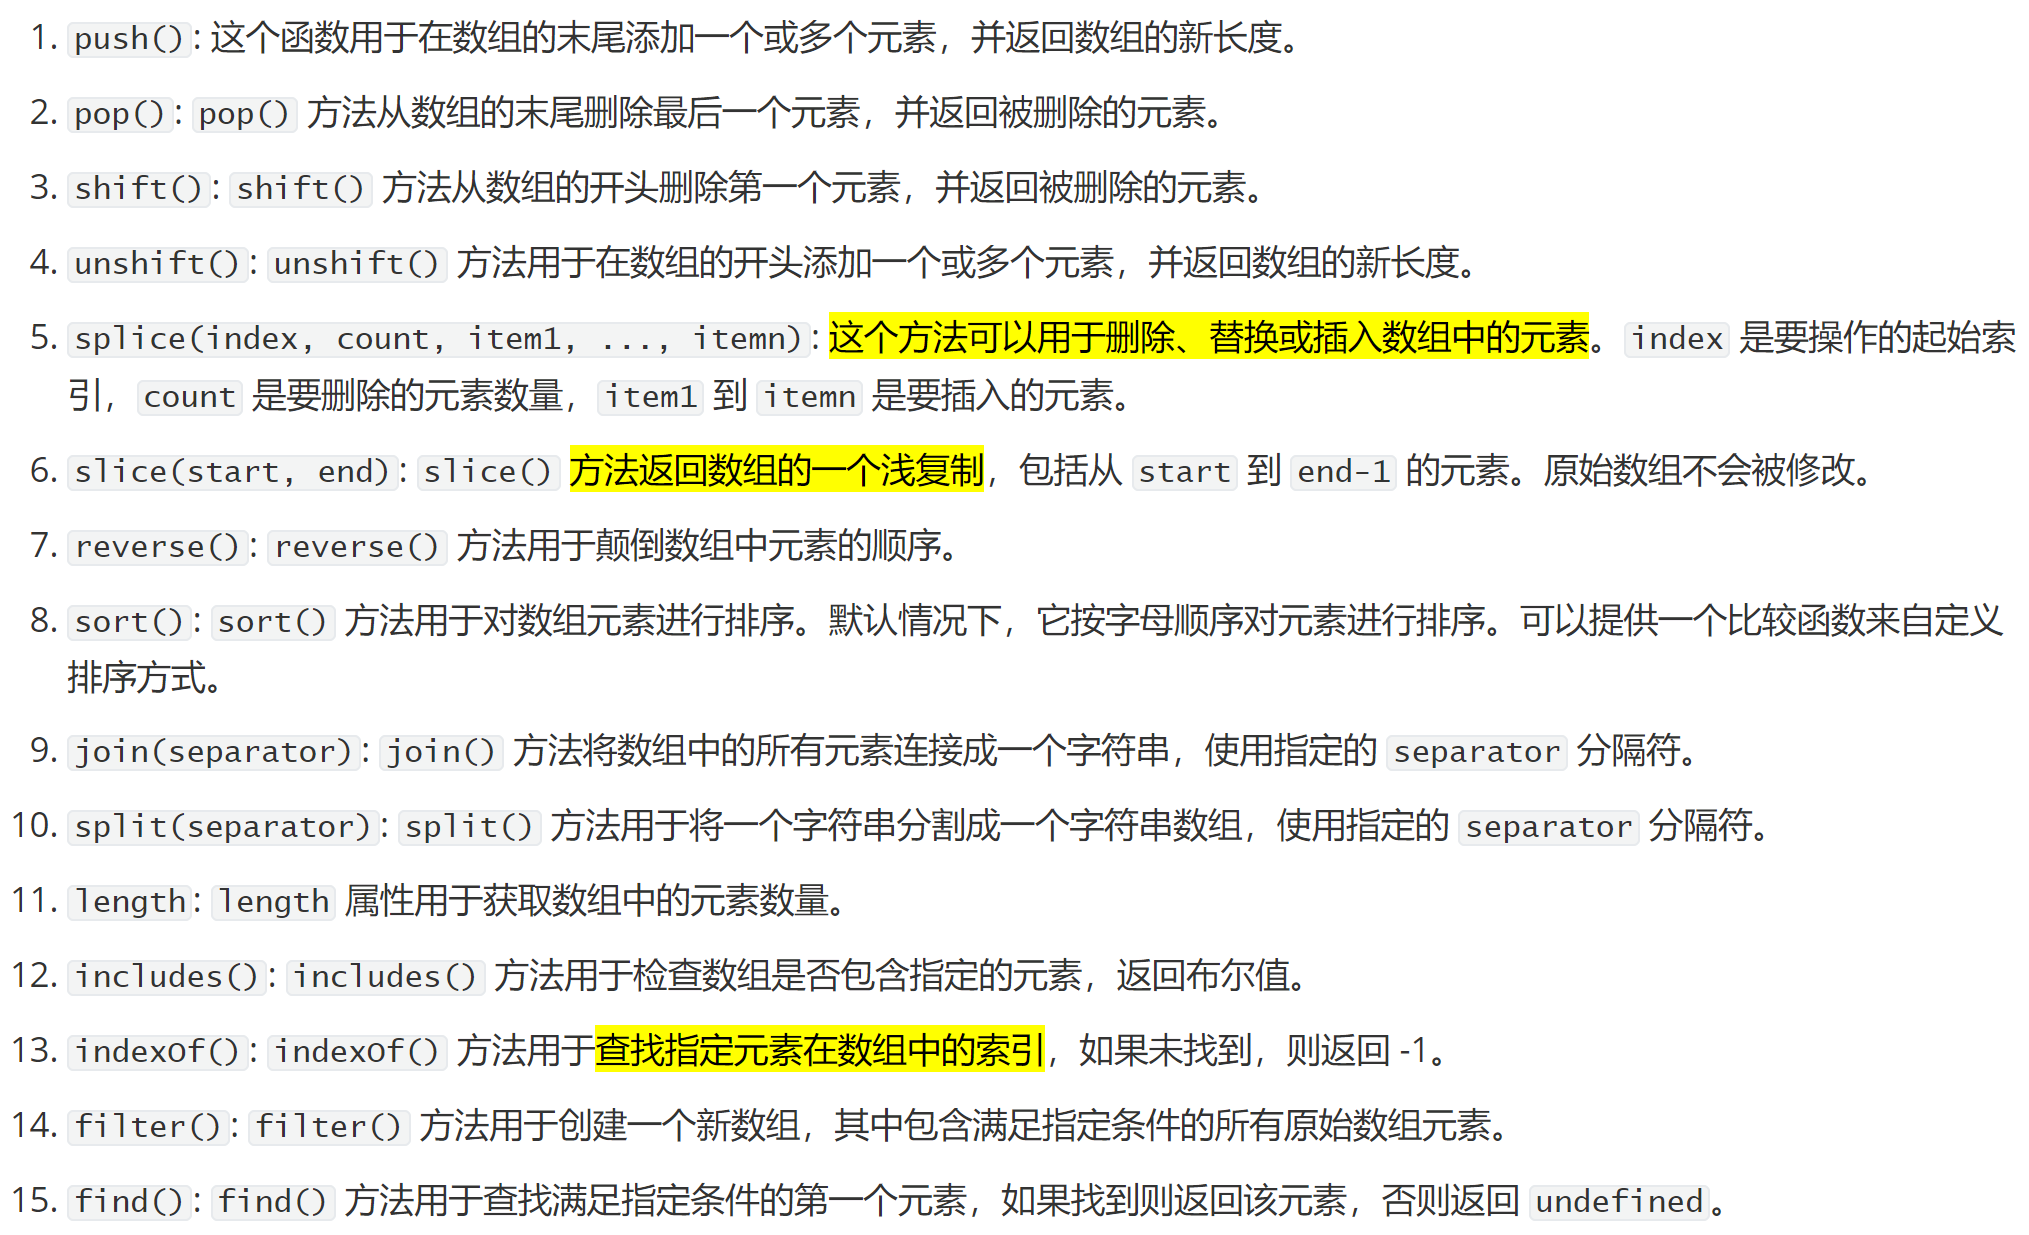 1. push(): 这个函数用于在数组的末尾添加一个或多个元素，并返回数组的新长度。
2. pop(): pop() 方法从数组的末尾删除最后一个元素，并返回被删除的元素。
3. shift(): shift() 方法从数组的开头删除第一个元素，并返回被删除的元素。
4. unshift(): unshift() 方法用于在数组的开头添加一个或多个元素，并返回数组的新长度。
5. splice(index, count, item1, ..., itemn): 这个方法可以用于删除、替换或插入数组中的元素。index 是要操作的起始索
引，count 是要删除的元素数量，item1 到 itemn 是要插入的元素。
6. slice(start, end): slice() 方法返回数组的一个浅复制，包括从 start 到 end-1 的元素。原始数组不会被修改。
7. reverse(): reverse() 方法用于颠倒数组中元素的顺序。
8. sort(): sort() 方法用于对数组元素进行排序。默认情况下，它按字母顺序对元素进行排序。可以提供一个比较函数来自定义
排序方式。
9. join(separator): join() 方法将数组中的所有元素连接成一个字符串，使用指定的 separator 分隔符。
10. split(separator): split() 方法用于将一个字符串分割成一个字符串数组，使用指定的 separator 分隔符。
11. length: length 属性用于获取数组中的元素数量。
12. includes(): includes() 方法用于检查数组是否包含指定的元素，返回布尔值。
13. indexOf(): indexOf() 方法用于查找指定元素在数组中的索引，如果未找到，则返回 -1。
14. filter(): filter() 方法用于创建一个新数组，其中包含满足指定条件的所有原始数组元素。
15. find(): find() 方法用于查找满足指定条件的第一个元素，如果找到则返回该元素，否则返回 undefined。